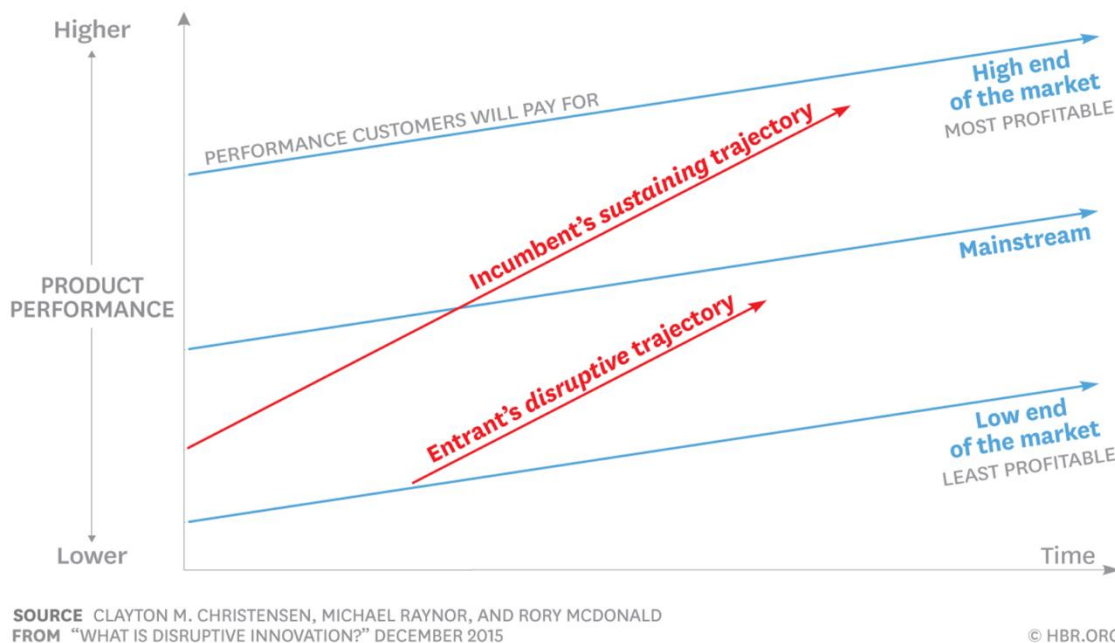 Higher
PERFORMANCE CUSTOMERS WILL PAY FOR
High end
of the market
MOST PROFITABLE
Incumbent’s sustaining trajectory
Mainstream
PRODUCT
PERFORMANCE
Entrant’s disruptive trajectory
Low end
of the market
LEAST PROFITABLE
Lower
Time
SOURCE CLAYTON M. CHRISTENSEN, MICHAEL RAYNOR, AND RORY MCDONALD
FROM “WHAT IS DISRUPTIVE INNOVATION?” DECEMBER 2015
© HBR.ORG